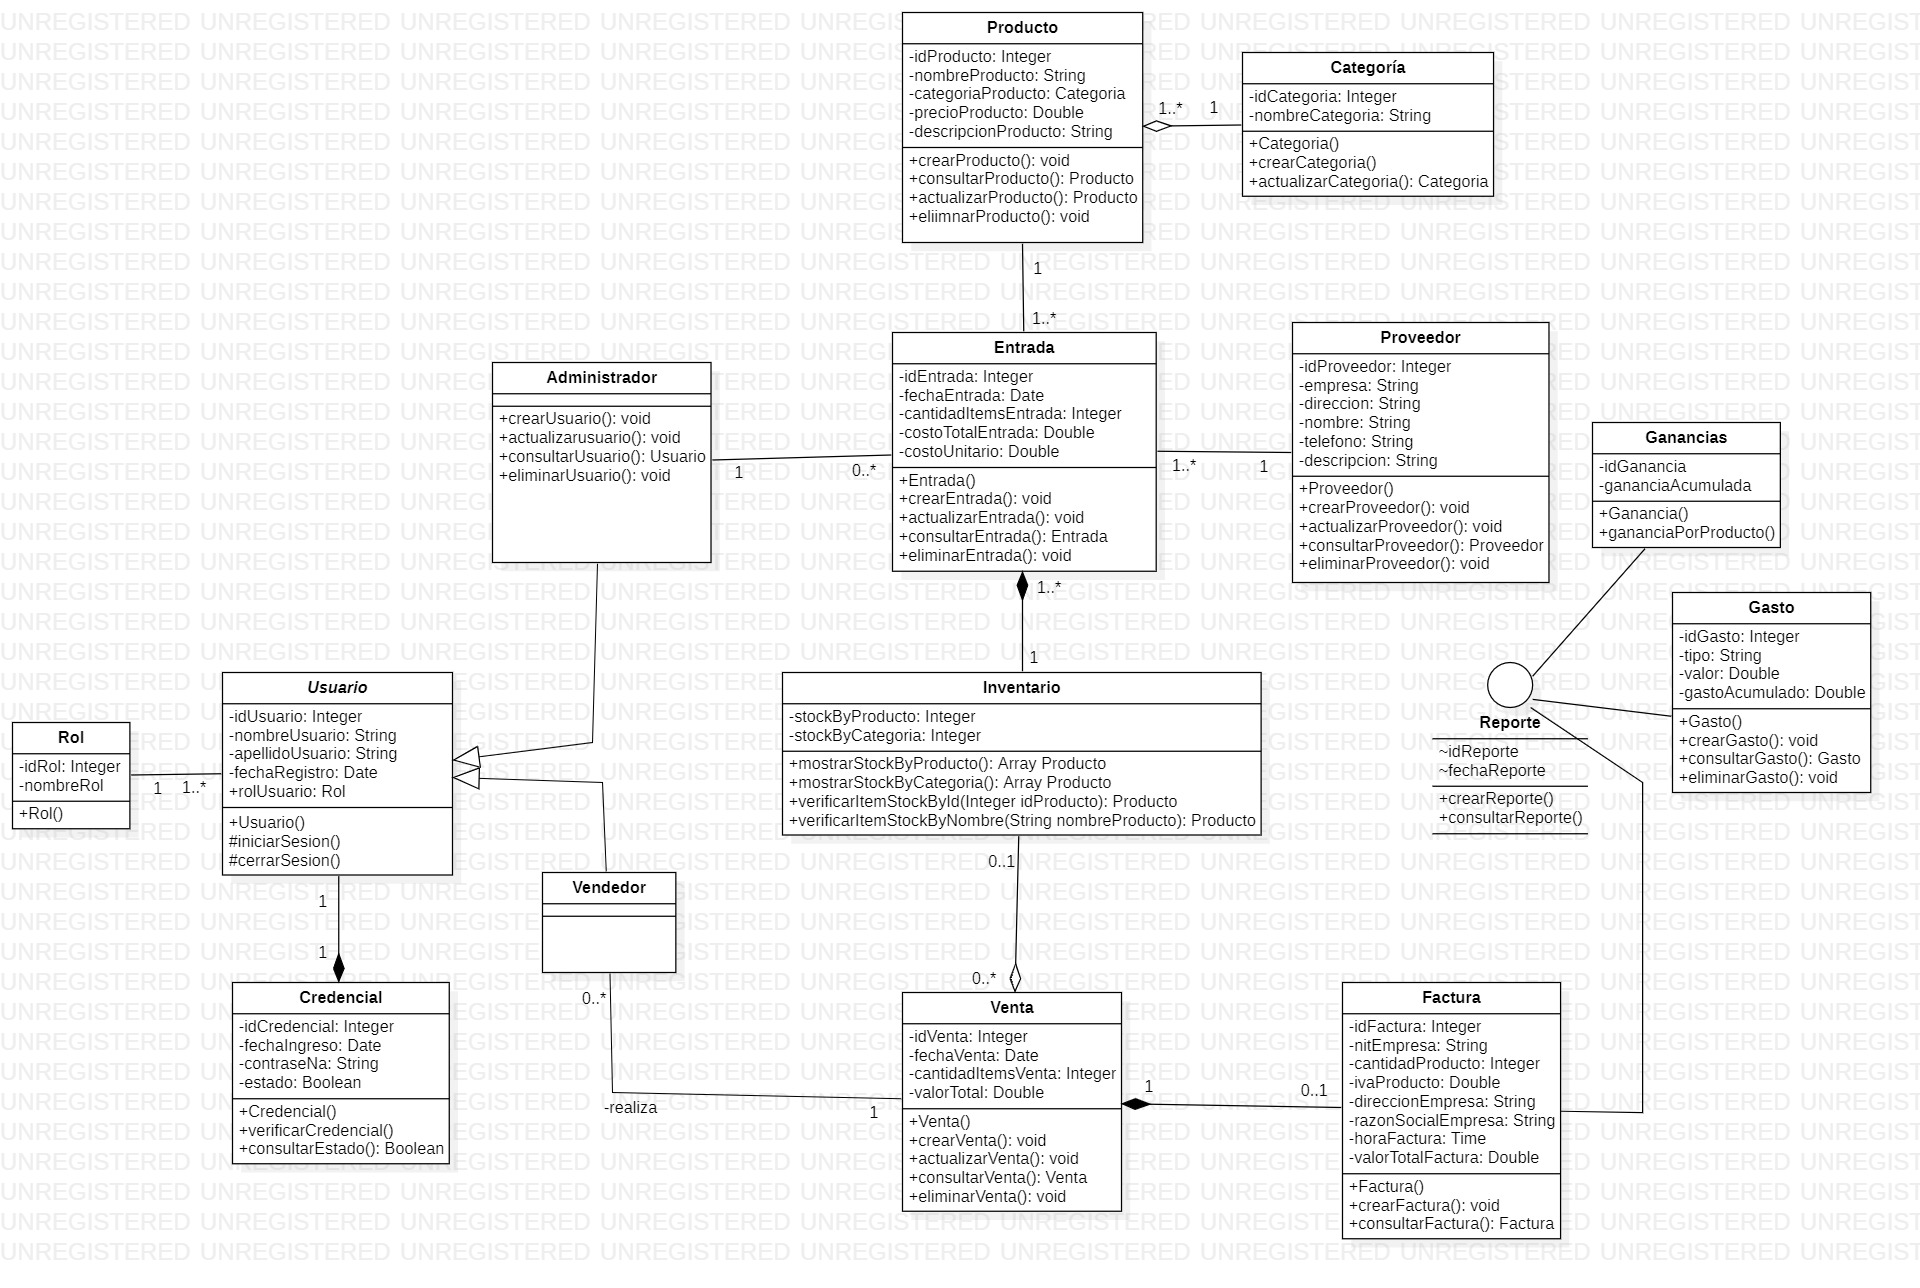 Producto
-idProducto: Integer
-nombreProducto: String
-categoriaProducto: Categoria
-precioProducto: Double
-descripcionProducto: String
+crearProducto(): void
+consultarProducto(): Producto
+actualizarProducto(): Producto
+eliimnarProducto(): void
1..*
1
Categoría
-idCategoria: Integer
-nombreCategoria: String
+Categoria()
+crearCategoria()
+actualizarCategoria(): Categoria
1
1..*
Administrador
+crearUsuario(): void
+actualizarusuario(): void
+consultarUsuario(): Usuario
+eliminarUsuario(): void
1
0..*
Entrada
-idEntrada: Integer
-fechaEntrada: Date
-cantidadItemsEntrada: Integer
-costoTotalEntrada: Double
-costoUnitario: Double
+Entrada()
+crearEntrada(): void
+actualizarEntrada(): void
+consultarEntrada(): Entrada
+eliminarEntrada(): void
1..*
1
Proveedor
-idProveedor: Integer
-empresa: String
-direccion: String
-nombre: String
-telefono: String
-descripcion: String
+Proveedor()
+crearProveedor(): void
+actualizarProveedor(): void
+consultarProveedor(): Proveedor
+eliminarProveedor(): void
Ganancias
-idGanancia
-gananciaAcumulada
+Ganancia()
+gananciaPorProducto()
Gasto
-idGasto: Integer
-tipo: String
-valor: Double
-gastoAcumulado: Double
+Gasto()
+crearGasto(): void
+consultarGasto(): Gasto
+eliminarGasto(): void
1..*
1
Rol
-idRol: Integer
-nombreRol
+Rol()
1
1..*
Usuario
-idUsuario: Integer
-nombreUsuario: String
-apellidoUsuario: String
-fechaRegistro: Date
+rolUsuario: Rol
+Usuario()
#iniciarSesion()
#cerrarSesion()
Inventario
-stockByProducto: Integer
-stockByCategoria: Integer
+mostrarStockByProducto(): Array Producto
+mostrarStockByCategoria(): Array Producto
+verificarItemStockById(Integer idProducto): Producto
+verificarItemStockByNombre(String nombreProducto): Producto
Reporte
~idReporte
~fechaReporte
+crearReporte()
+consultarReporte()
1
1
Vendedor
0..*
-realiza
1
0..1
0..*
Credencial
-idCredencial: Integer
-fechaIngreso: Date
-contraseNa: String
-estado: Boolean
+Credencial()
+verificarCredencial()
+consultarEstado(): Boolean
Venta
-idVenta: Integer
-fechaVenta: Date
-cantidadItemsVenta: Integer
-valorTotal: Double
+Venta()
+crearVenta(): void
+actualizarVenta(): void
+consultarVenta(): Venta
+eliminarVenta(): void
1
0..1
Factura
-idFactura: Integer
-nitEmpresa: String
-cantidadProducto: Integer
-ivaProducto: Double
-direccionEmpresa: String
-razonSocialEmpresa: String
-horaFactura: Time
-valorTotalFactura: Double
+Factura()
+crearFactura(): void
+consultarFactura(): Factura
UNREGISTERED